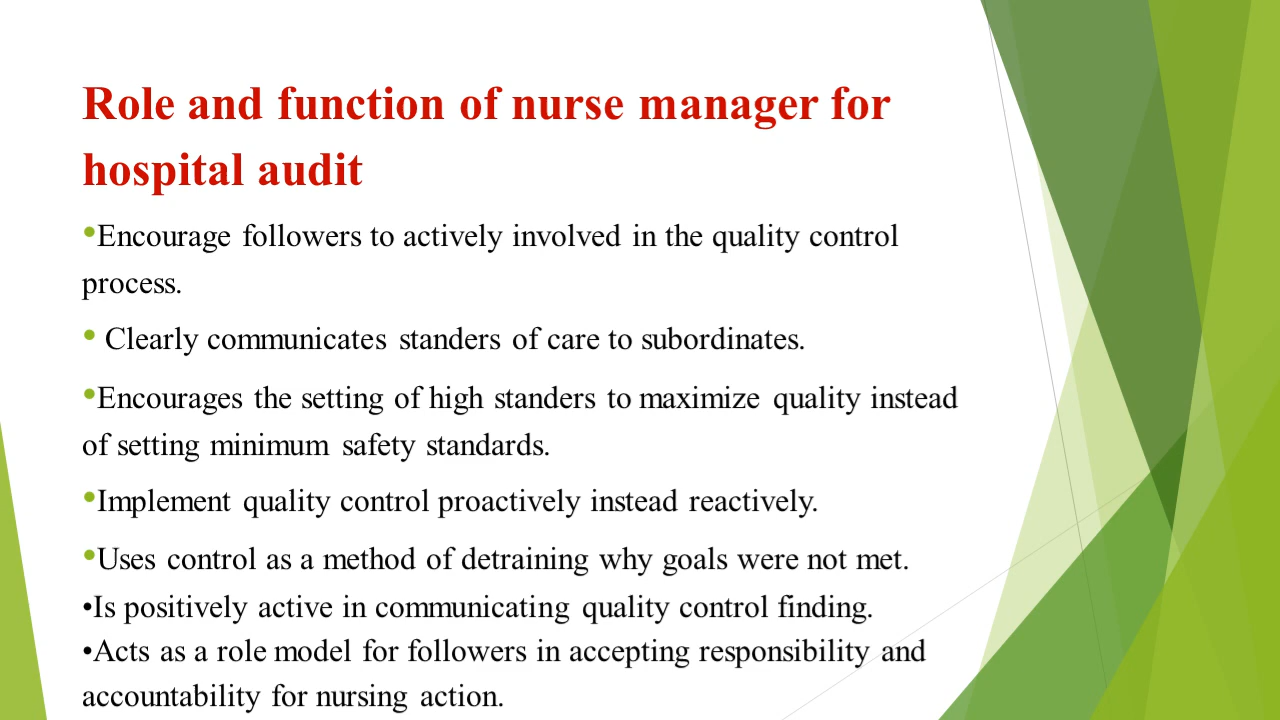 Role and function of nurse manager for
hospital audit
•Encourage followers to actively involved in the quality control
process.
• Clearly communicates standers of care to subordinates.
•Encourages the setting of high standers to maximize quality instead
of setting minimum safety standards.
•Implement quality control proactively instead reactively.
•Uses control as a method of detraining why goals were not met.
•Is positively active in communicating quality control finding.
•Acts as a role model for followers in accepting responsibility and
accountability for nursing action.